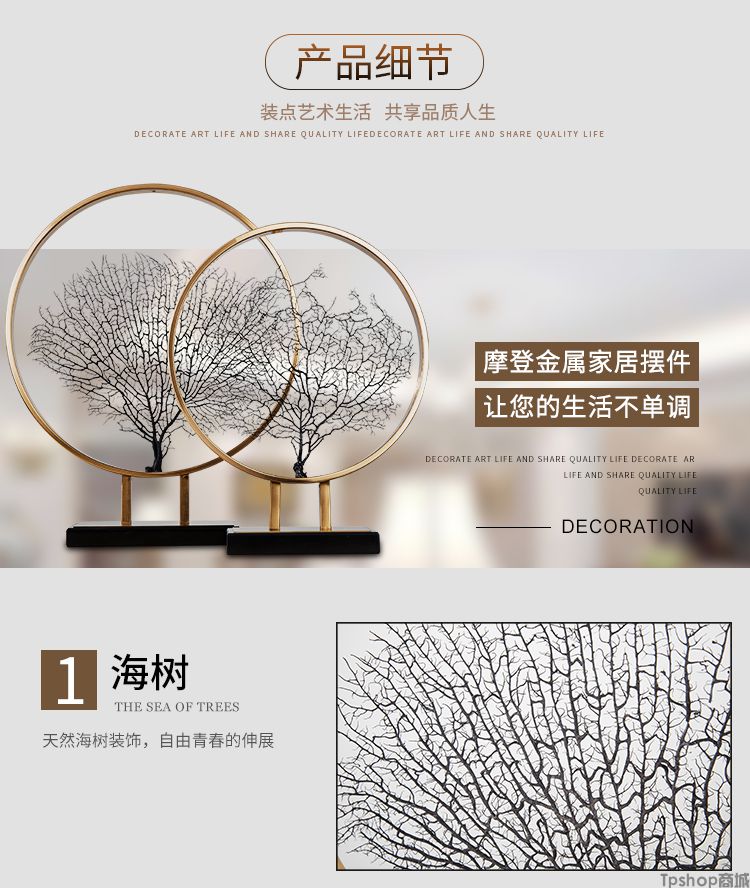 产品细节
装点艺术生活 共享品质人生
DECORATE ART LIFE AND SHARE QUALITY LIFEDECORATE ART LIFE AND SHARE QUALITY LIFE
摩登金属家居摆件
让您的生活不单调
DECORATE ART LIFE AND SHARE QUALITY LIFE DECORATE AR
LIFE AND SHARE QUALITY LIFE
QUALITY LIFE
DECORATION
1 海树
THE SEA OF TREES
天然海树装饰，自由青春的伸展
Tpshop商城